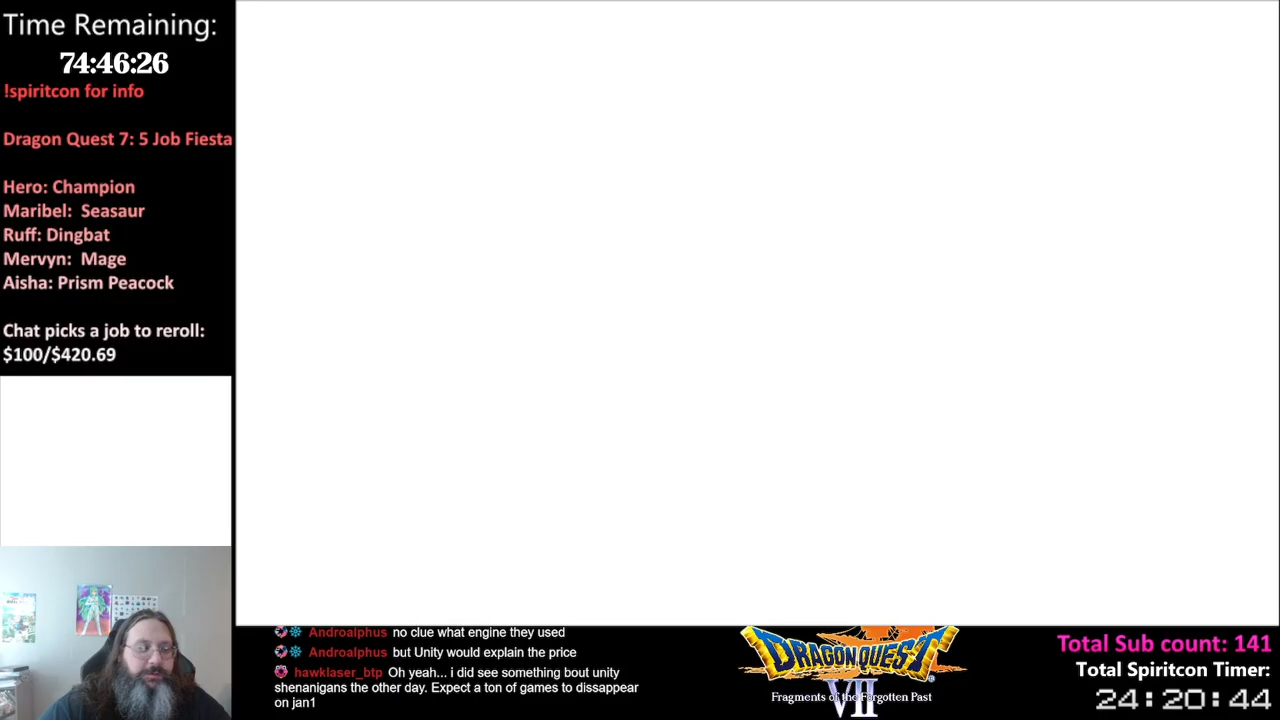 Time Remaining:
74:46:26
!spiritcon for info
Dragon Quest 7: 5 Job Fiesta
Hero: Champion
Maribel: Seasaur
Ruff: Dingbat
Mervyn: Mage
Aisha: Prism Peacock
Chat picks a job to reroll:
$100/$420.69
Androalphus no clue what engine they used
Androalphus but Unity would explain the price
hawklaser_btp Oh yeah... i did see something bout unity
shenanigans the other day. Expect a ton of games to dissappear
on jan1
DRAGON QUEST
VII
Fragments of the Forgotten Past
Total Sub count: 141
Total Spiritcon Timer:
24:20:44